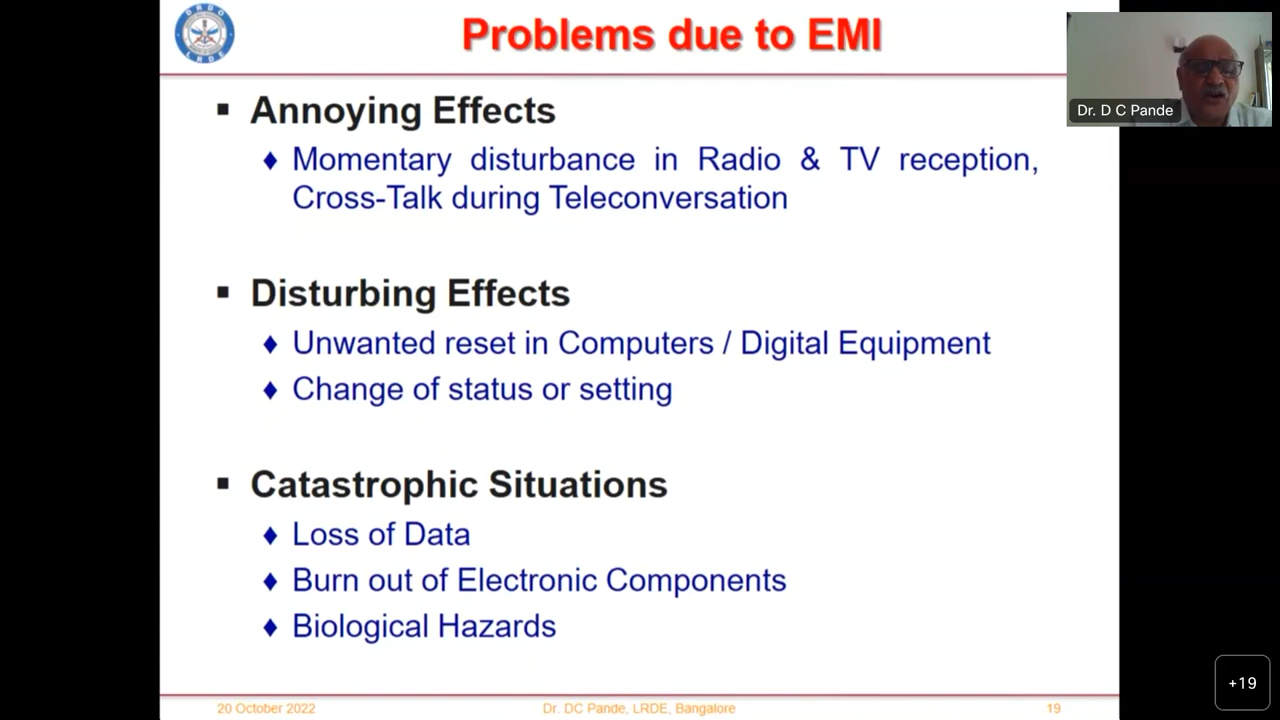 DRDO
LRDE
Problems due to EMI
Dr. D C Pande
▪ Annoying Effects
♦ Momentary disturbance in Radio & TV reception,
Cross-Talk during Teleconversation
▪ Disturbing Effects
♦ Unwanted reset in Computers / Digital Equipment
♦ Change of status or setting
▪ Catastrophic Situations
♦ Loss of Data
♦ Burn out of Electronic Components
♦ Biological Hazards
20 October 2022
Dr. DC Pande, LRDE, Bangalore
19
+19